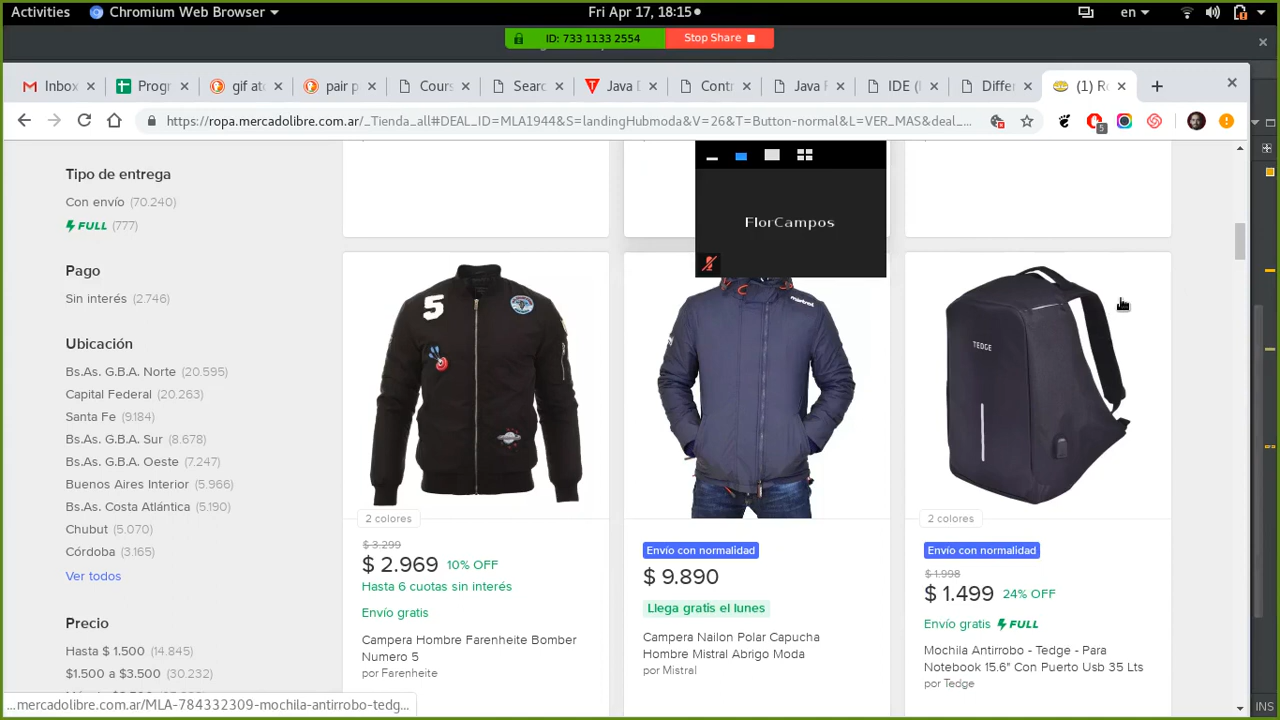 Activities
Chromium Web Browser
Fri Apr 17, 18:15
en
ID: 733 1133 2554
Stop Share
Inbox
Progr
gif at
pair p
Cours
Searc
Java D
Contr
Java P
IDE (
Differ
(1) R
https://ropa.mercadolibre.com.ar/_Tienda_all#DEAL_ID=MLA1944&S=landingHubmoda&V=26&T=Button-normal&L=VER_MAS&deal_...
5
FlorCampos
Tipo de entrega
Con envío (70.240)
FULL (777)
Pago
Sin interés (2.746)
Ubicación
Bs.As. G.B.A. Norte (20.595)
Capital Federal (20.263)
Santa Fe (9.184)
Bs.As. G.B.A. Sur (8.678)
Bs.As. G.B.A. Oeste (7.247)
Buenos Aires Interior (5.966)
Bs.As. Costa Atlántica (5.190)
Chubut (5.070)
Córdoba (3.165)
Ver todos
Precio
Hasta $ 1.500 (14.845)
$1.500 a $3.500 (30.232)
5
2 colores
$ 3.299
$ 2.969 10% OFF
Hasta 6 cuotas sin interés
Envío gratis
Campera Hombre Farenheite Bomber
Numero 5
por Farenheite
mistral
Envío con normalidad
$ 9.890
Llega gratis el lunes
Campera Nailon Polar Capucha
Hombre Mistral Abrigo Moda
por Mistral
TEDGE
2 colores
Envío con normalidad
$ 1.998
$ 1.499 24% OFF
Envío gratis FULL
Mochila Antirrobo - Tedge - Para
Notebook 15.6" Con Puerto Usb 35 Lts
por Tedge
...mercadolibre.com.ar/MLA-784332309-mochila-antirrobo-tedg...
INS